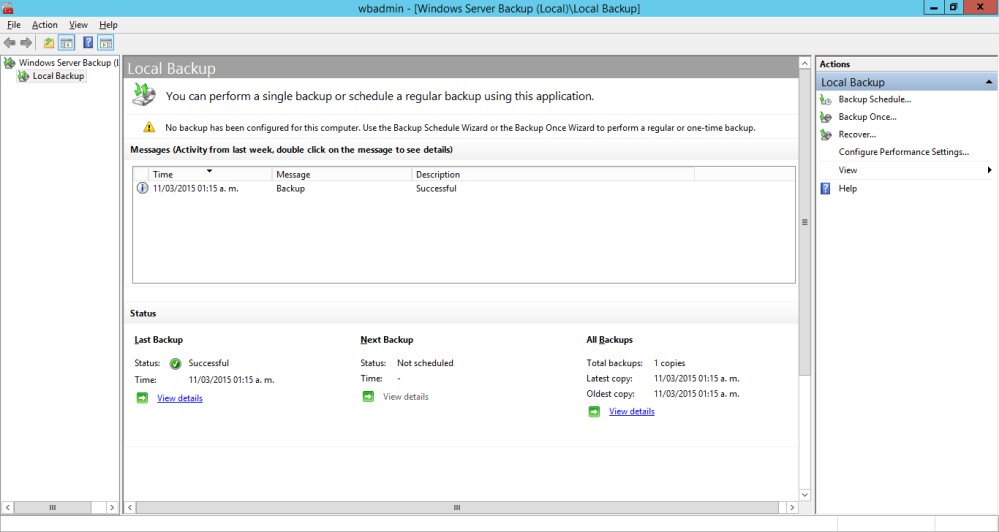 wbadmin - [Windows Server Backup (Local)\Local Backup]
File Action View Help
Windows Server Backup (L
Local Backup
Local Backup
You can perform a single backup or schedule a regular backup using this application.
No backup has been configured for this computer. Use the Backup Schedule Wizard or the Backup Once Wizard to perform a regular or one-time backup.
Messages (Activity from last week, double click on the message to see details)
Time Message Description
11/03/2015 01:15 a. m. Backup Successful
Status
Last Backup Next Backup All Backups
Status: Successful Status: Not scheduled Total backups: 1 copies
Time: 11/03/2015 01:15 a. m. Time: - Latest copy: 11/03/2015 01:15 a. m.
Oldest copy: 11/03/2015 01:15 a. m.
View details View details View details
Actions
Local Backup
Backup Schedule...
Backup Once...
Recover...
Configure Performance Settings...
View
Help